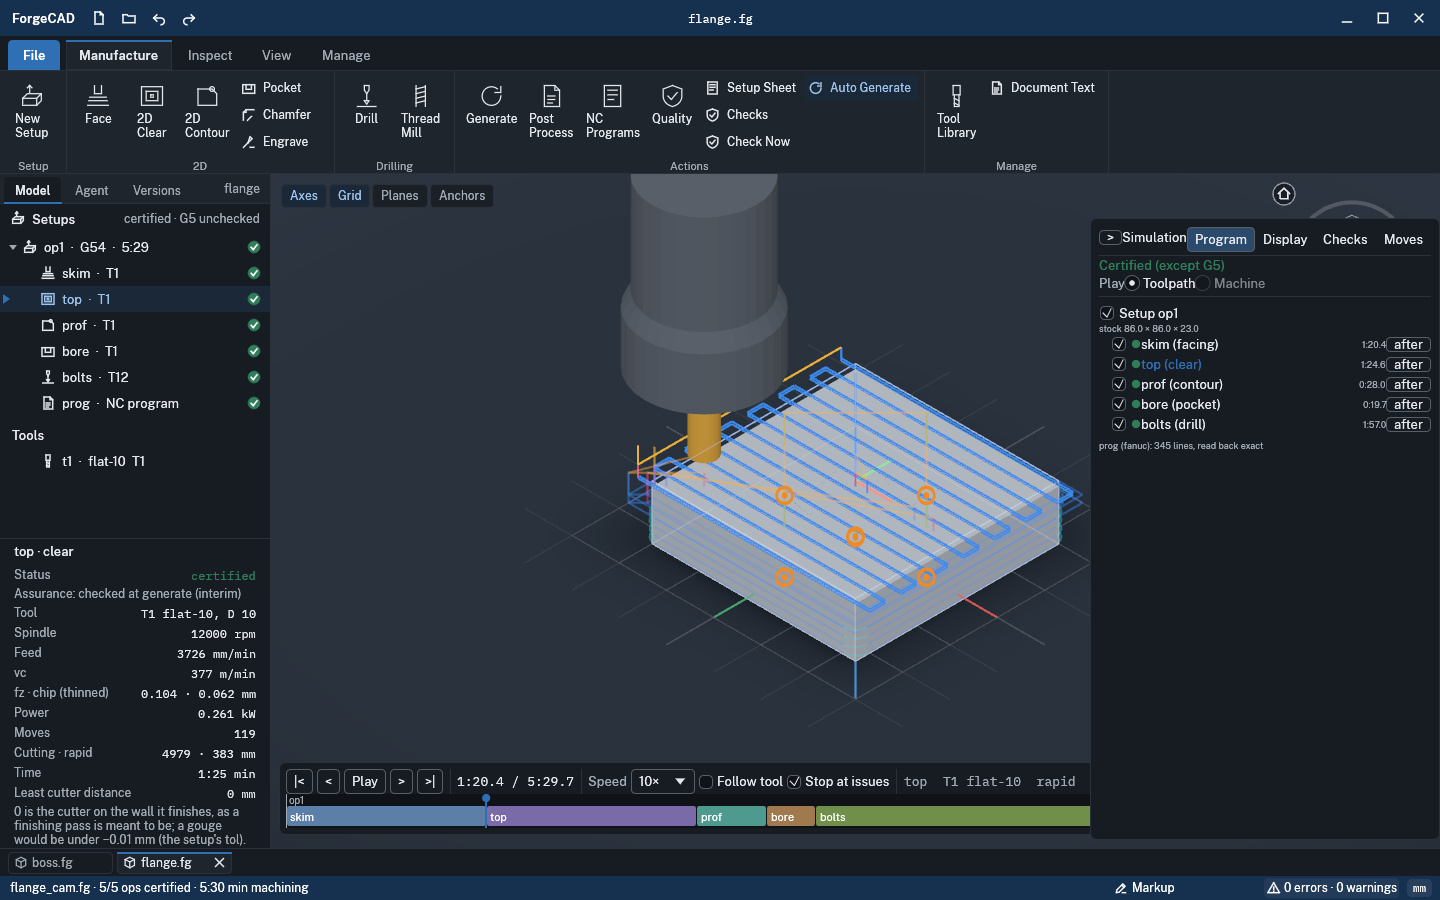 ForgeCAD
flange.fg
File
Manufacture
Inspect
View
Manage
New Setup
Setup
Face
2D Clear
2D Contour
Pocket
Chamfer
Engrave
2D
Drill
Thread Mill
Drilling
Generate
Post Process
NC Programs
Quality
Setup Sheet
Checks
Check Now
Auto Generate
Actions
Tool Library
Document Text
Manage
Model
Agent
Versions
flange
Setups
certified · G5 unchecked
op1 · G54 · 5:29
skim · T1
top · T1
prof · T1
bore · T1
bolts · T12
prog · NC program
Tools
t1 · flat-10 T1
top · clear
Status certified
Assurance: checked at generate (interim)
Tool T1 flat-10, D 10
Spindle 12000 rpm
Feed 3726 mm/min
vc 377 m/min
fz · chip (thinned) 0.104 · 0.062 mm
Power 0.261 kW
Moves 119
Cutting · rapid 4979 · 383 mm
Time 1:25 min
Least cutter distance 0 mm
0 is the cutter on the wall it finishes, as a
finishing pass is meant to be; a gouge
would be under −0.01 mm (the setup's tol).
Axes
Grid
Planes
Anchors
> Simulation
Program
Display
Checks
Moves
Certified (except G5)
Play Toolpath Machine
Setup op1
stock 86.0 × 86.0 × 23.0
skim (facing) 1:20.4 after
top (clear) 1:24.6 after
prof (contour) 0:28.0 after
bore (pocket) 0:19.7 after
bolts (drill) 1:57.0 after
prog (fanuc): 345 lines, read back exact
|< < Play > >| 1:20.4 / 5:29.7 Speed 10× Follow tool Stop at issues top T1 flat-10 rapid
op1
skim top prof bore bolts
boss.fg
flange.fg
flange_cam.fg · 5/5 ops certified · 5:30 min machining
Markup
0 errors · 0 warnings
mm